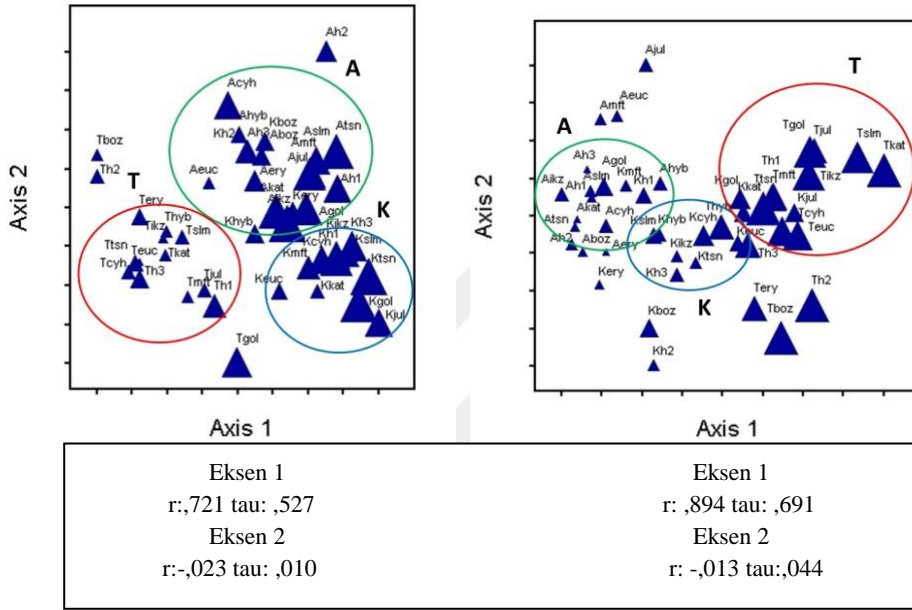 Ah2
A
Acyh
Ahyb Kboz
Kh2 Ah3 Aboz Aslm Atsn
Amft
Ajul
Tboz
Th2
Aeuc Aery Ah1
Akat Kery
T
Tery
Aikz Agol K
Khyb Kikz Kh3
Thyb
Tikz Tslm
Kh1 Kslm
Kcyh
Ttsn Teuc Tkat
Tcyh Th3
Kmft Ktsn
Tjul
Tmft Th1
Keuc Kkat
Kgol
Kjul
Tgol
Axis 2
Axis 1
Ajul
Amft Aeuc
T
A
Tgol Tjul
Tslm
Tkat
Ah3 Agol
Kmft Ahyb
Th1
Aikz Ah1 Aslm Kh1
Kgol Ttsn Tmft Tikz
Kkat
Akat
Kjul
Atsn Acyh Kslm Khyb Kcyh Thyb Tcyh
Ah2 Aboz Aery Kikz Keuc Teuc
Th3
Kery Kh3 Ktsn
K
Tery Th2
Kboz Tboz
Kh2
Axis 2
Axis 1
Eksen 1
r:,721 tau: ,527
Eksen 2
r:-,023 tau: ,010
Eksen 1
r: ,894 tau:,691
Eksen 2
r: -,013 tau:,044